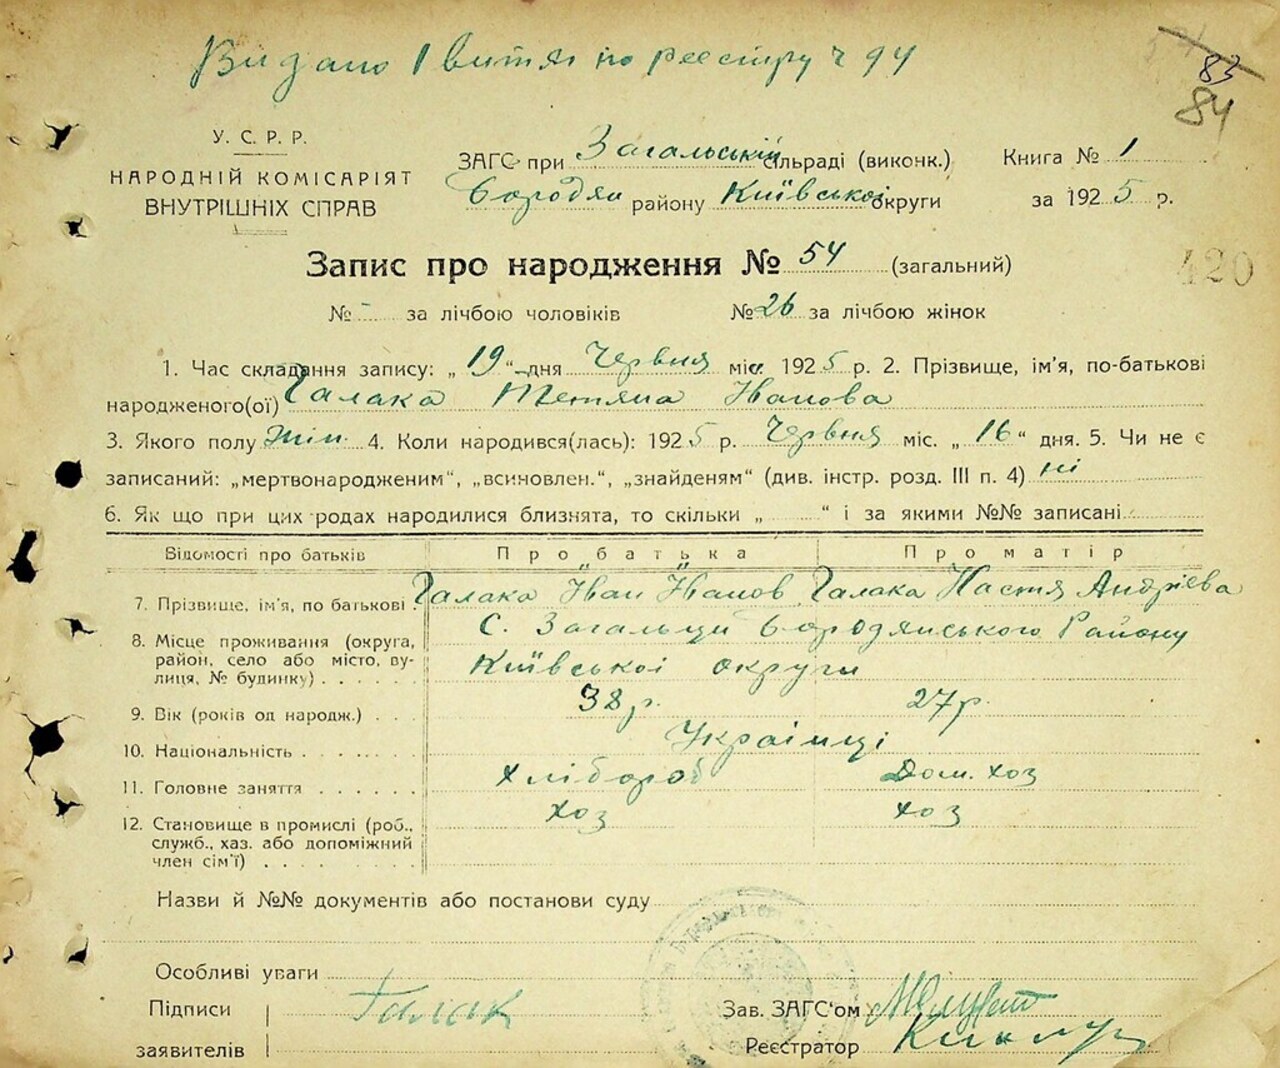 Видано 1 витяг по реєстру ч 94
83
84
У. С. Р. Р.
НАРОДНІЙ КОМІСАРІЯТ
ВНУТРІШНІХ СПРАВ
ЗАГС при Загальській сільраді (виконк.)
Бородян району Київської округи
Книга № 1
за 1925 р.
Запис про народження № 54 (загальний)
420
№ - за лічбою чоловіків № 26 за лічбою жінок
1. Час складання запису: „19“ дня Червня міс. 1925 р. 2. Прізвище, ім'я, по-батькові
народженого(ої) Галака Тетяна Іванова
3. Якого полу жін. 4. Коли народився(лась): 1925 р. Червня міс. „16“ дня. 5. Чи не є
записаний: „мертвонародженим“, „всиновлен.“, „знайденям“ (див. інстр. розд. III п. 4) ні
6. Як що при цих родах народилися близнята, то скільки „ “ і за якими №№ записані
Відомості про батьків Про батька Про матір
7. Прізвище, ім'я, по батькові Галака Іван Іванов Галака Настя Андрієва
8. Місце проживання (округа, район, село або місто, вулиця, № будинку) С. Загальці Бородянського Району
Київської округи
9. Вік (років од народж.) 38 р. 27 р.
10. Національність Українці
11. Головне заняття хлібороб Дом. хоз
12. Становище в промислі (роб., служб., хаз. або допоміжний член сім'ї) хоз хоз
Назви й №№ документів або постанови суду
Особливі уваги
Підписи
заявителів
Галак
Зав. ЗАГС'ом
Реєстратор